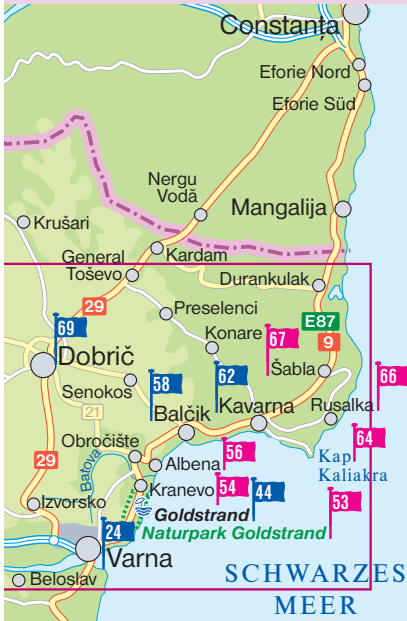 Constanța
Eforie Nord
Eforie Süd
Nergu
Vodă
Mangalija
Krušari
Kardam
General
Toševo
Durankulak
29
Preselenci
E87
69
Konare
67
9
Dobrič
Šabla
58
62
66
Senokos
Kavarna
Rusalka
21
Balčik
64
Obročište
56
Kap
Kaliakra
29
Batova
Albena
Kranevo
54
44
53
Izvorsko
Goldstrand
24
Naturpark Goldstrand
Varna
Beloslav
SCHWARZES
MEER